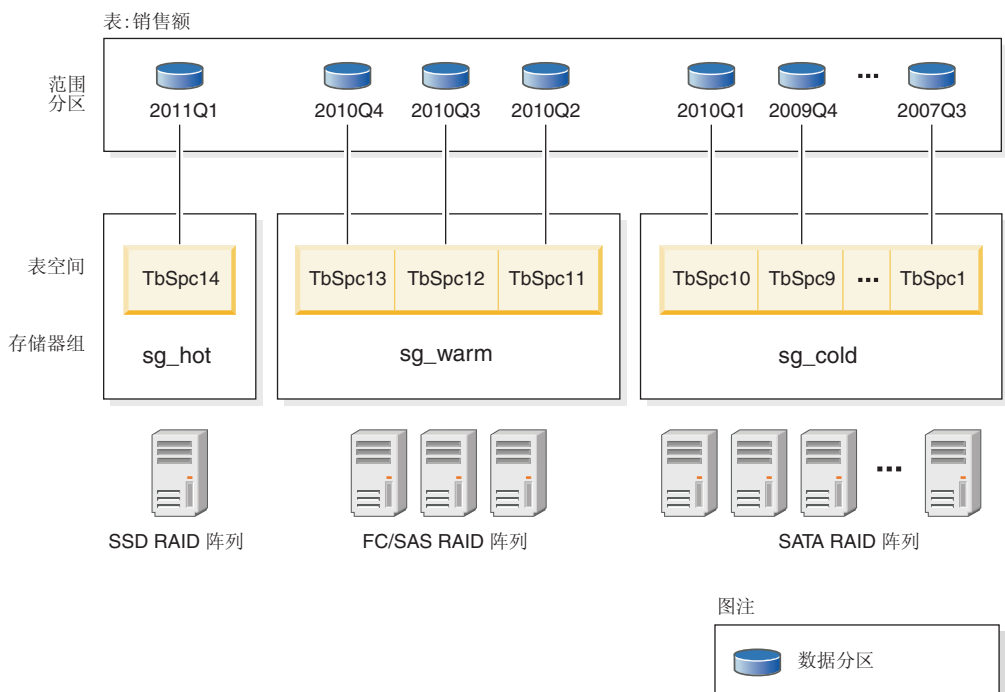 表:销售额
范围
分区
2011Q1 2010Q4 2010Q3 2010Q2 2010Q1 2009Q4 ... 2007Q3
表空间
TbSpc14 TbSpc13 TbSpc12 TbSpc11 TbSpc10 TbSpc9 ... TbSpc1
存储器组
sg_hot sg_warm sg_cold
...
SSD RAID 阵列 FC/SAS RAID 阵列 SATA RAID 阵列
图注
数据分区